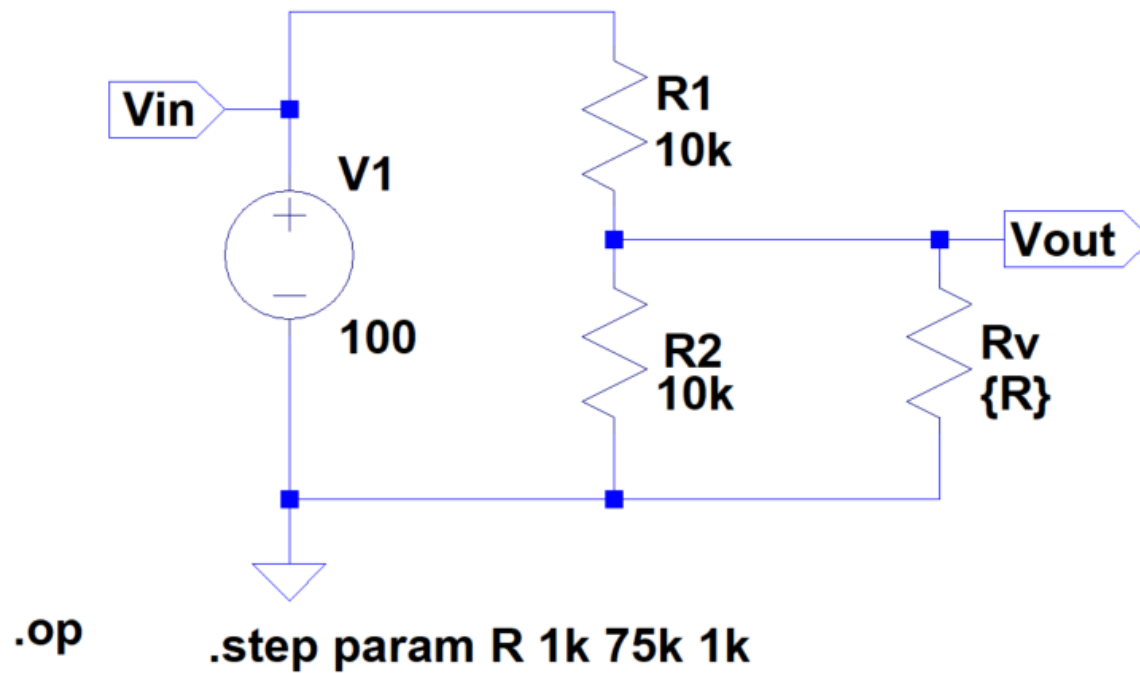 Vin
V1
100
R1
10k
R2
10k
Vout
Rv
{R}
.op
.step param R 1k 75k 1k